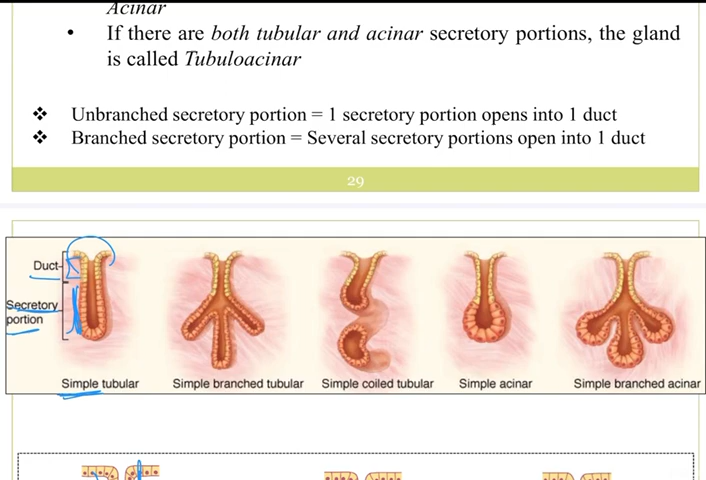 Acinar
• If there are both tubular and acinar secretory portions, the gland
is called Tubuloacinar
❖ Unbranched secretory portion = 1 secretory portion opens into 1 duct
❖ Branched secretory portion = Several secretory portions open into 1 duct
29
Duct
Secretory
portion
Simple tubular
Simple branched tubular
Simple coiled tubular
Simple acinar
Simple branched acinar